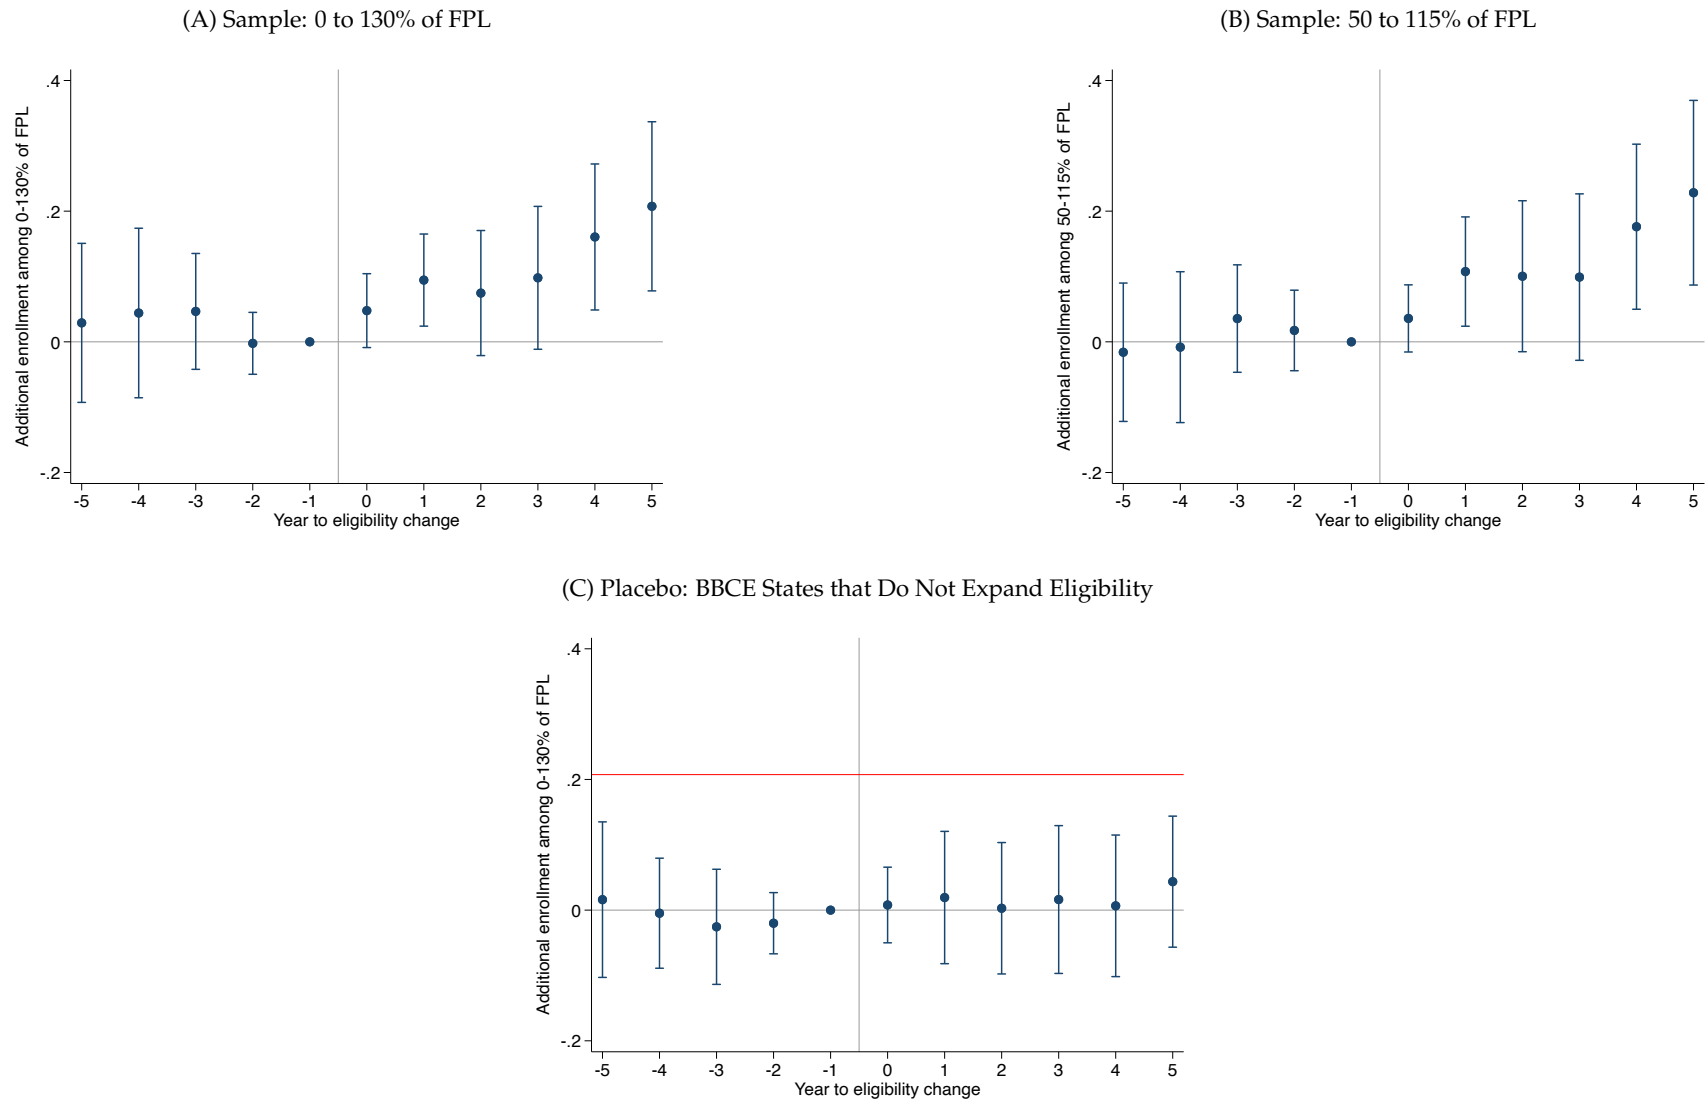 (A) Sample: 0 to 130% of FPL
Additional enrollment among 0-130% of FPL
.4
.2
0
-.2
-5 -4 -3 -2 -1 0 1 2 3 4 5
Year to eligibility change
(B) Sample: 50 to 115% of FPL
Additional enrollment among 50-115% of FPL
.4
.2
0
-.2
-5 -4 -3 -2 -1 0 1 2 3 4 5
Year to eligibility change
(C) Placebo: BBCE States that Do Not Expand Eligibility
Additional enrollment among 0-130% of FPL
.4
.2
0
-.2
-5 -4 -3 -2 -1 0 1 2 3 4 5
Year to eligibility change